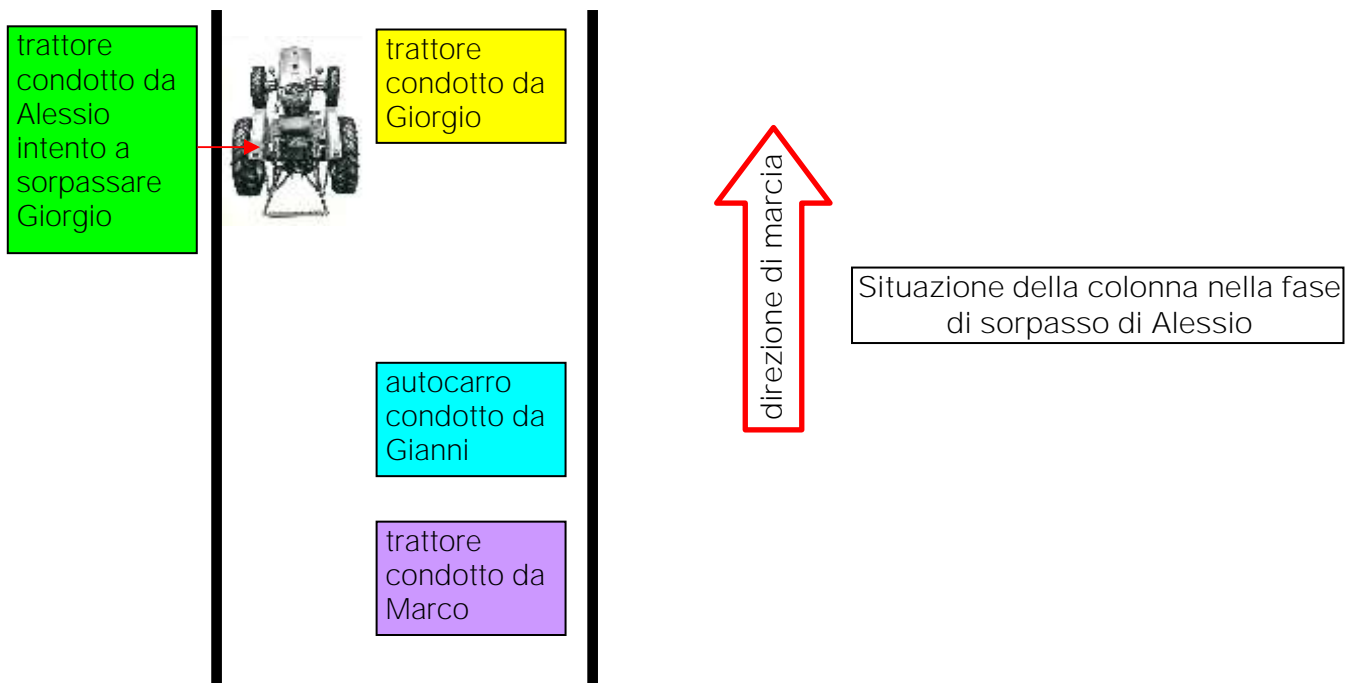 trattore
condotto da
Alessio
intento a
sorpassare
Giorgio
trattore
condotto da
Giorgio
direzione di marcia
Situazione della colonna nella fase
di sorpasso di Alessio
autocarro
condotto da
Gianni
trattore
condotto da
Marco